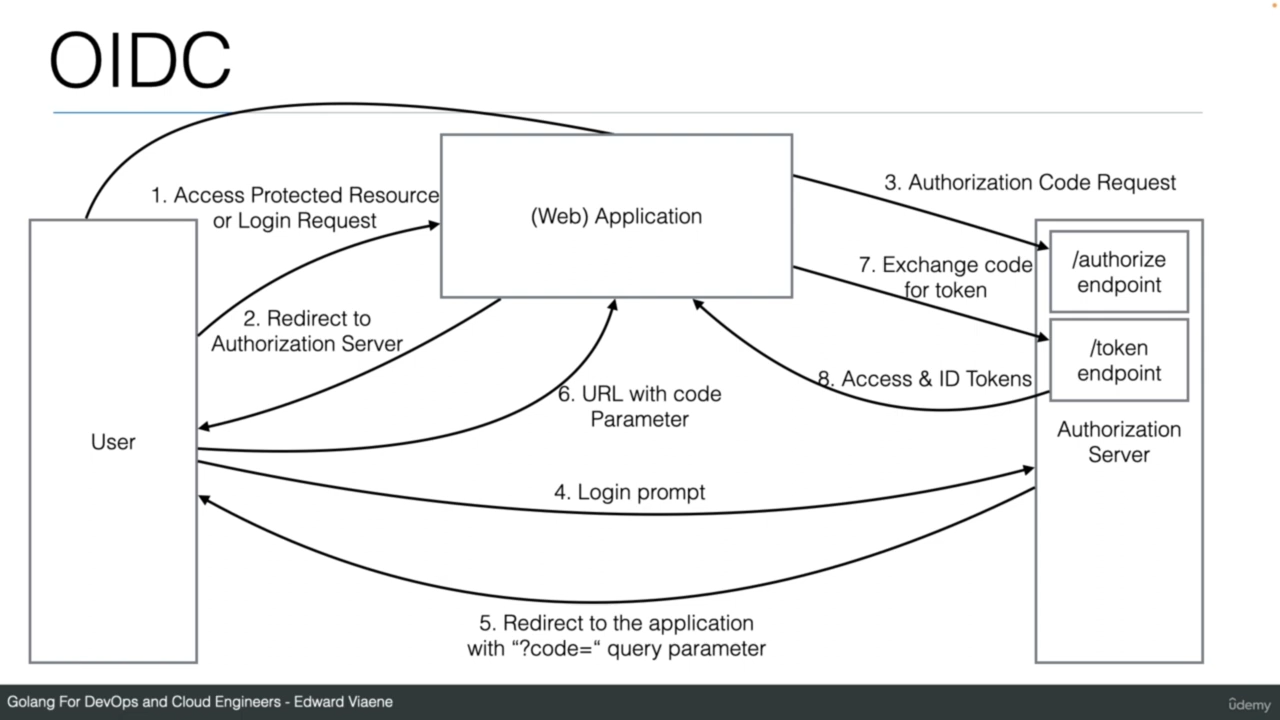 OIDC
1. Access Protected Resource
or Login Request
(Web) Application
3. Authorization Code Request
/authorize
endpoint
7. Exchange code
for token
2. Redirect to
Authorization Server
/token
endpoint
8. Access & ID Tokens
6. URL with code
Parameter
User
Authorization
Server
4. Login prompt
5. Redirect to the application
with “?code=“ query parameter
Golang For DevOps and Cloud Engineers - Edward Viaene
ûdemy